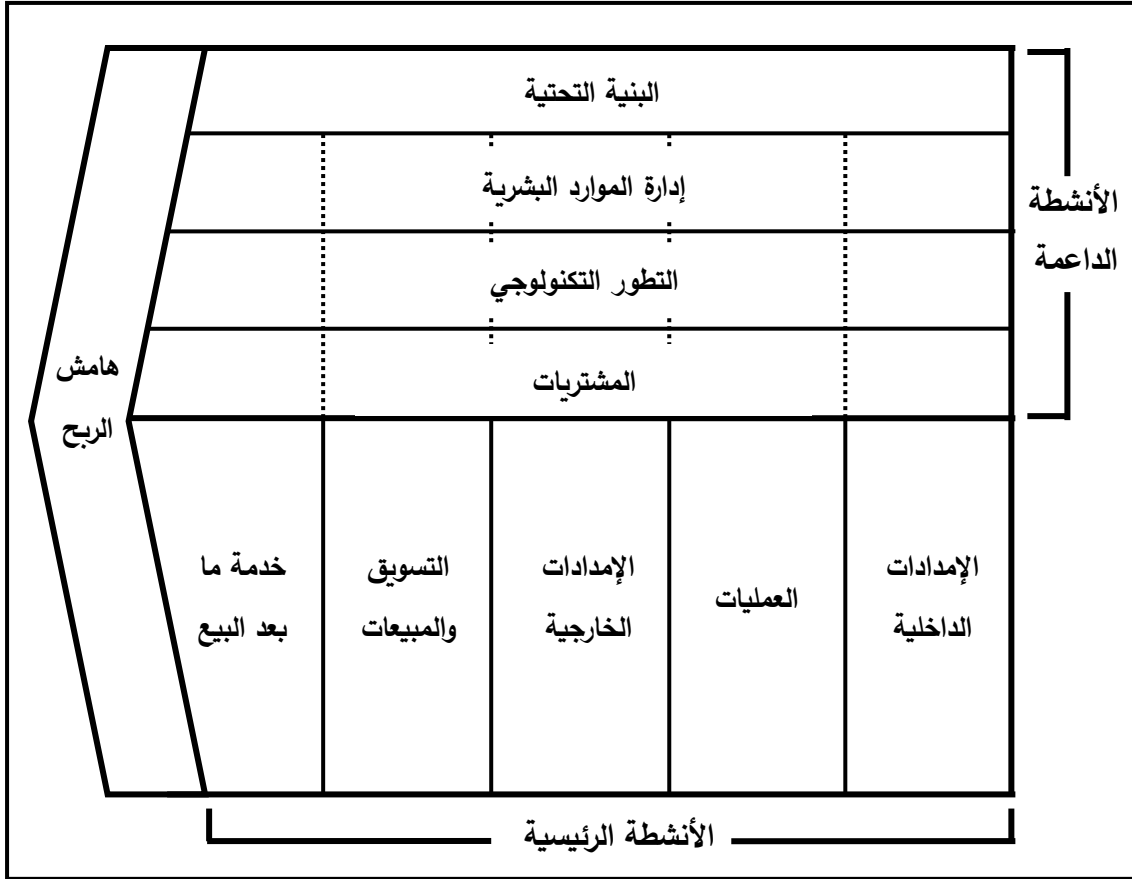 البنية التحتية
إدارة الموارد البشرية
التطور التكنولوجي
المشتريات
الأنشطة
الداعمة
هامش
الربح
الإمدادات
الداخلية
العمليات
الإمدادات
الخارجية
التسويق
والمبيعات
خدمة ما
بعد البيع
الأنشطة الرئيسية